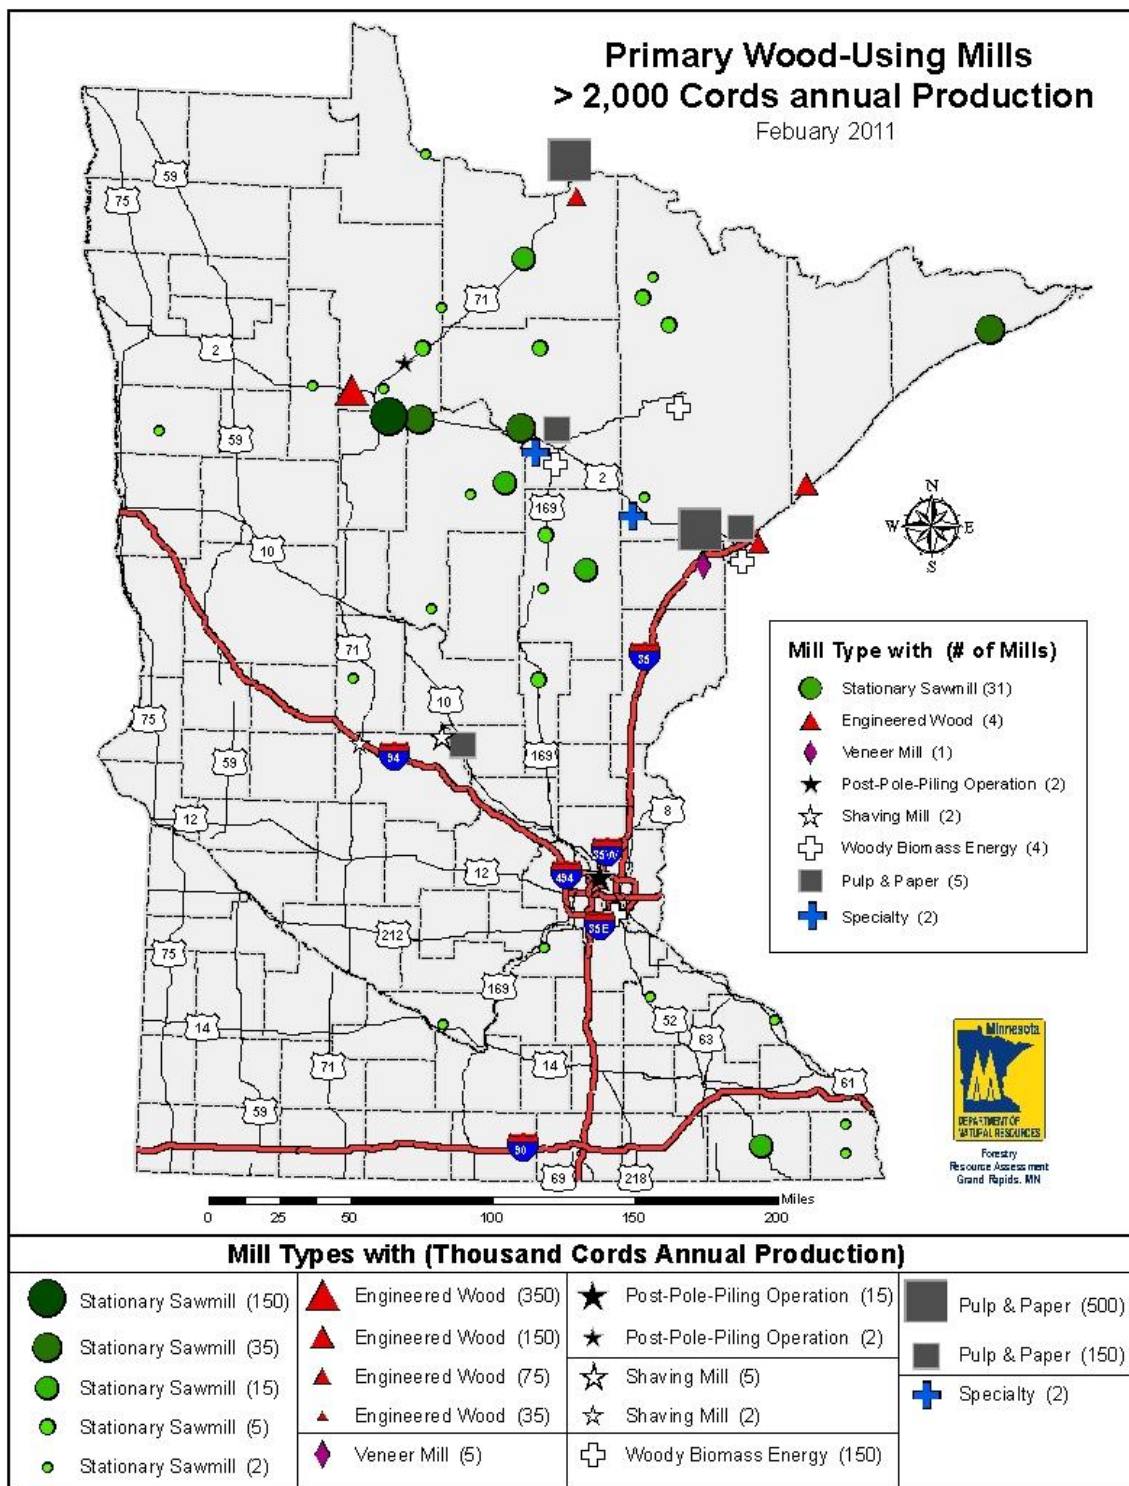 Primary Wood-Using Mills
> 2,000 Cords annual Production
Febuary 2011
59
75
71
2
59
2
169
N
W E
S
10
71
35
10
75
59
94
169
12
8
35W
494
12
35E
212
75
169
52
14
63
14
71
61
59
90
69
218
Mill Type with (# of Mills)
Stationary Sawmill (31)
Engineered Wood (4)
Veneer Mill (1)
Post-Pole-Piling Operation (2)
Shaving Mill (2)
Woody Biomass Energy (4)
Pulp & Paper (5)
Specialty (2)
Minnesota
DEPARTMENT OF
NATURAL RESOURCES
Forestry
Resource Assessment
Grand Rapids, MN
Miles
0 25 50 100 150 200
Mill Types with (Thousand Cords Annual Production)
Stationary Sawmill (150)
Stationary Sawmill (35)
Stationary Sawmill (15)
Stationary Sawmill (5)
Stationary Sawmill (2)
Engineered Wood (350)
Engineered Wood (150)
Engineered Wood (75)
Engineered Wood (35)
Veneer Mill (5)
Post-Pole-Piling Operation (15)
Post-Pole-Piling Operation (2)
Shaving Mill (5)
Shaving Mill (2)
Woody Biomass Energy (150)
Pulp & Paper (500)
Pulp & Paper (150)
Specialty (2)